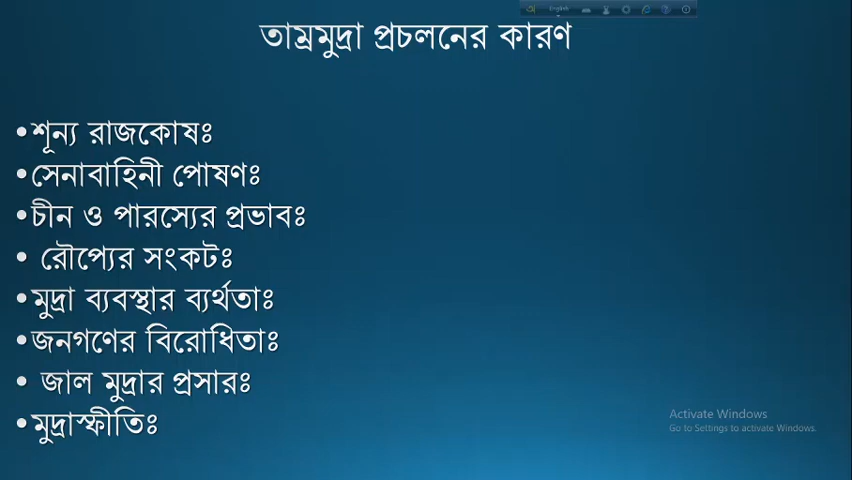 তাম্রমুদ্রা প্রচলনের কারণ
•শূন্য রাজকোষঃ
•সেনাবাহিনী পোষণঃ
•চীন ও পারস্যের প্রভাবঃ
• রৌপ্যের সংকটঃ
•মুদ্রা ব্যবস্থার ব্যর্থতাঃ
•জনগণের বিরোধিতাঃ
• জাল মুদ্রার প্রসারঃ
•মুদ্রাস্ফীতিঃ
Activate Windows
Go to Settings to activate Windows.